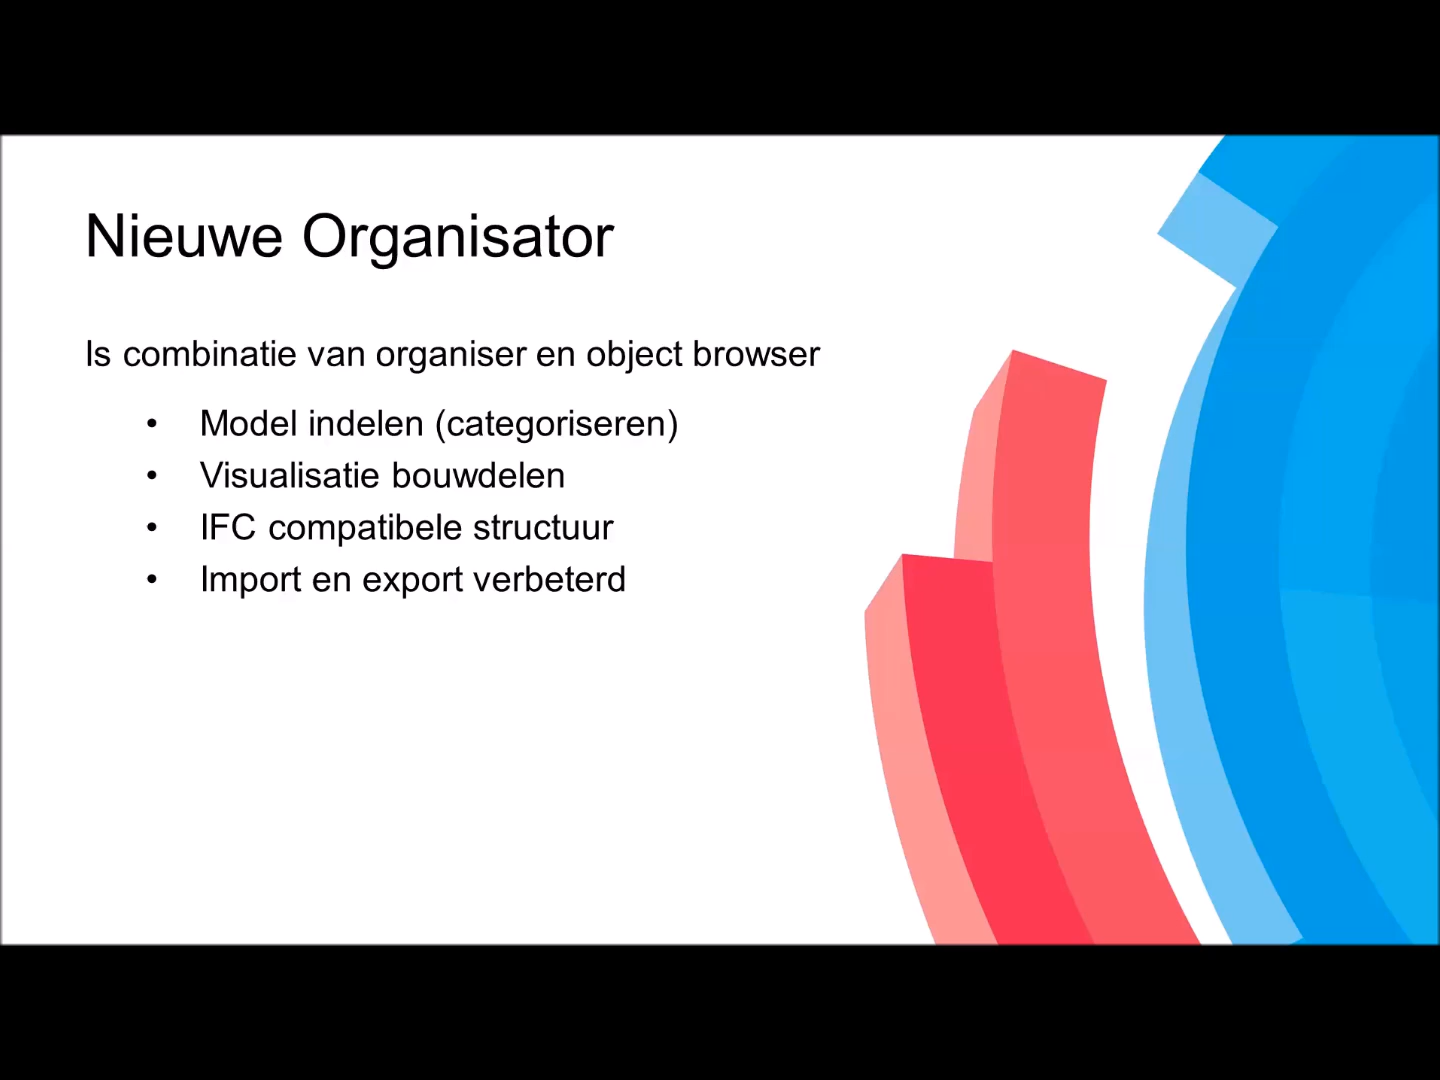 Nieuwe Organisator
Is combinatie van organiser en object browser
• Model indelen (categoriseren)
• Visualisatie bouwdelen
• IFC compatibele structuur
• Import en export verbeterd